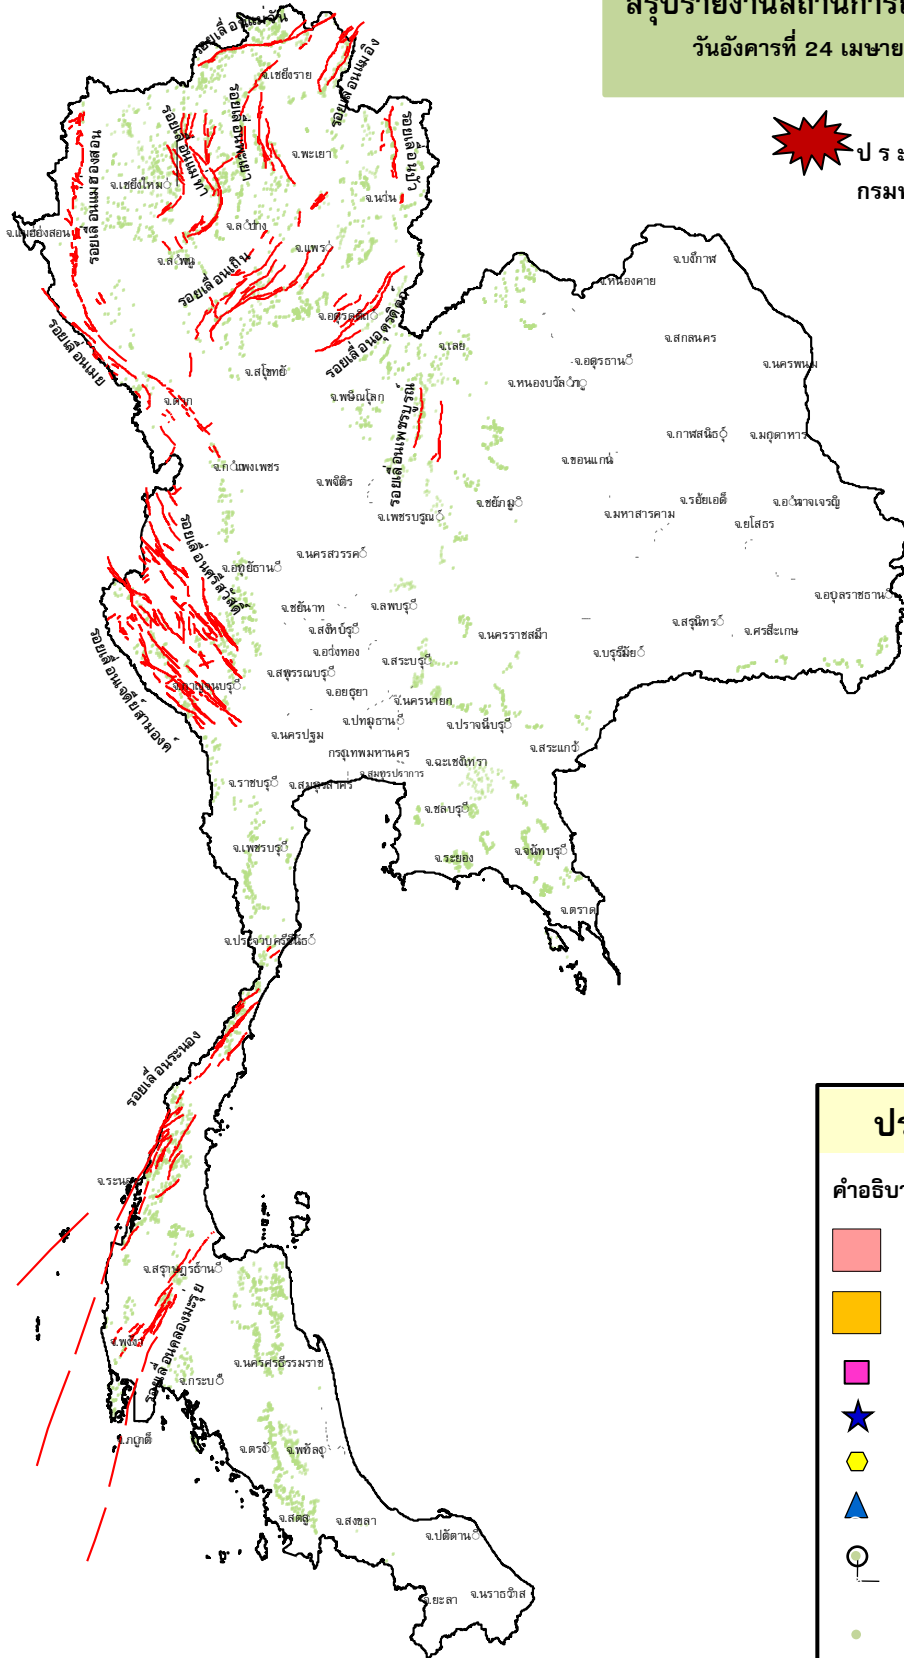 สรุปรายงานสถานการณ์
วันอังคารที่ 24 เมษาย
ป ร ะ
กรมท
รอยเลื่อนแม่จัน
รอยเลื่อนแม่อิง
จ.เชียงราย
รอยเลื่อนแม่ฮ่องสอน
รอยเลื่อนแม่ทา
รอยเลื่อนพะเยา
รอยเลื่อนปัว
จ.พะเยา
จ.เชียงใหม่
จ.น่าน
จ.แม่ฮ่องสอน
จ.ลำปาง
จ.แพร่
จ.ลำพูน
รอยเลื่อนเถิน
จ.อุตรดิตถ์
รอยเลื่อนอุตรดิตถ์
รอยเลื่อนเมย
จ.บึงกาฬ
จ.หนองคาย
จ.สกลนคร
จ.เลย
จ.อุดรธานี
จ.นครพนม
จ.สุโขทัย
จ.หนองบัวลำภู
จ.พิษณุโลก
จ.ตาก
รอยเลื่อนเพชรบูรณ์
จ.กาฬสินธุ์
จ.มุกดาหาร
จ.กำแพงเพชร
จ.ขอนแก่น
จ.พิจิตร
จ.เพชรบูรณ์
จ.ชัยภูมิ
จ.ร้อยเอ็ด
จ.อำนาจเจริญ
จ.มหาสารคาม
จ.ยโสธร
รอยเลื่อนศรีสวัสดิ์
จ.นครสวรรค์
จ.อุทัยธานี
จ.อุบลราชธานี
จ.ชัยนาท
จ.ลพบุรี
จ.สิงห์บุรี
จ.นครราชสีมา
จ.สุรินทร์
จ.ศรีสะเกษ
จ.อ่างทอง
จ.บุรีรัมย์
จ.สระบุรี
จ.สุพรรณบุรี
รอยเลื่อนเจดีย์สามองค์
จ.กาญจนบุรี
จ.อยุธยา
จ.นครนายก
จ.ปทุมธานี
จ.ปราจีนบุรี
จ.นครปฐม
จ.สระแก้ว
กรุงเทพมหานคร
จ.ฉะเชิงเทรา
จ.สมุทรปราการ
จ.ราชบุรี
จ.สมุทรสาคร
จ.ชลบุรี
จ.เพชรบุรี
จ.ระยอง
จ.จันทบุรี
จ.ตราด
จ.ประจวบคีรีขันธ์
รอยเลื่อนระนอง
จ.ระนอง
จ.สุราษฎร์ธานี
รอยเลื่อนคลองมะรุ่ย
จ.พังงา
จ.นครศรีธรรมราช
จ.กระบี่
จ.ภูเก็ต
จ.ตรัง
จ.พัทลุง
จ.สตูล
จ.สงขลา
จ.ปัตตานี
จ.ยะลา
จ.นราธิวาส
ปร
คำอธิบา